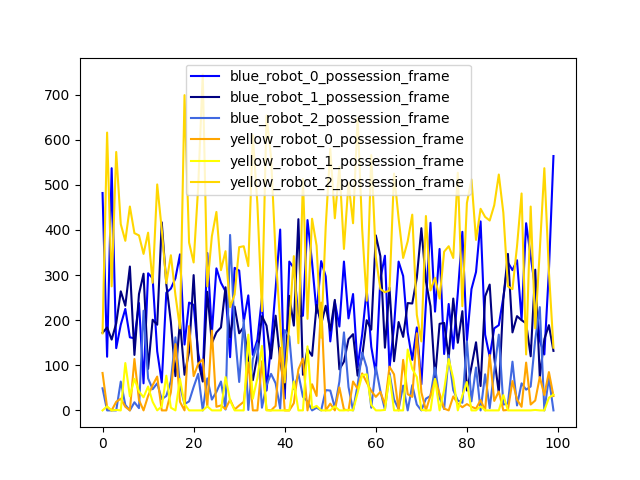 700
600
500
400
300
200
100
0
0 20 40 60 80 100
blue_robot_0_possession_frame
blue_robot_1_possession_frame
blue_robot_2_possession_frame
yellow_robot_0_possession_frame
yellow_robot_1_possession_frame
yellow_robot_2_possession_frame